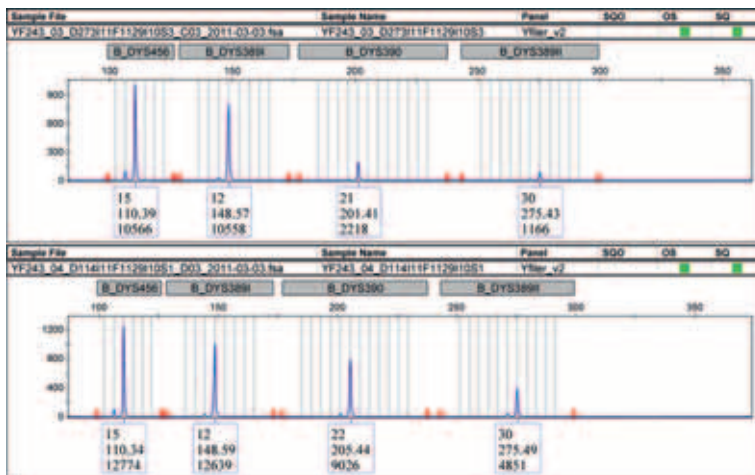 Sample File Sample Name Panel SQO OS SQ
YF243_03_D273I11F1129I10S3_C03_2011-03-03.fsa YF243_03_D273I11F1129I10S3 Yfiler_v2
B_DYS456 B_DYS389I B_DYS390 B_DYS389II
100 150 200 250 300 350
900
600
300
0
15 12 21 30
110.39 148.57 201.41 275.43
10566 10558 2218 1166
Sample File Sample Name Panel SQO OS SQ
YF243_04_D114I11F1129I10S1_D03_2011-03-03.fsa YF243_04_D114I11F1129I10S1 Yfiler_v2
B_DYS456 B_DYS389I B_DYS390 B_DYS389II
100 150 200 250 300 350
1200
800
400
0
15 12 22 30
110.34 148.59 205.44 275.49
12774 12639 9026 4851